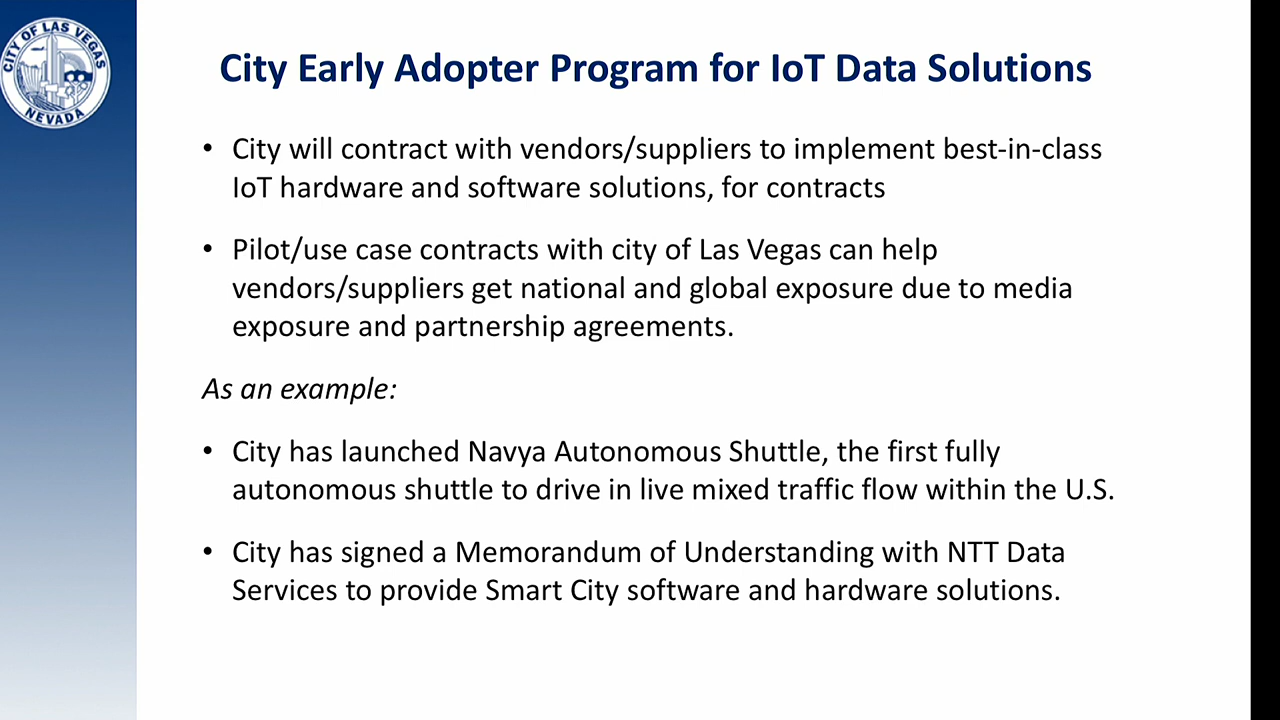 CITY OF LAS VEGAS
NEVADA
City Early Adopter Program for IoT Data Solutions
• City will contract with vendors/suppliers to implement best-in-class
IoT hardware and software solutions, for contracts
• Pilot/use case contracts with city of Las Vegas can help
vendors/suppliers get national and global exposure due to media
exposure and partnership agreements.
As an example:
• City has launched Navya Autonomous Shuttle, the first fully
autonomous shuttle to drive in live mixed traffic flow within the U.S.
• City has signed a Memorandum of Understanding with NTT Data
Services to provide Smart City software and hardware solutions.